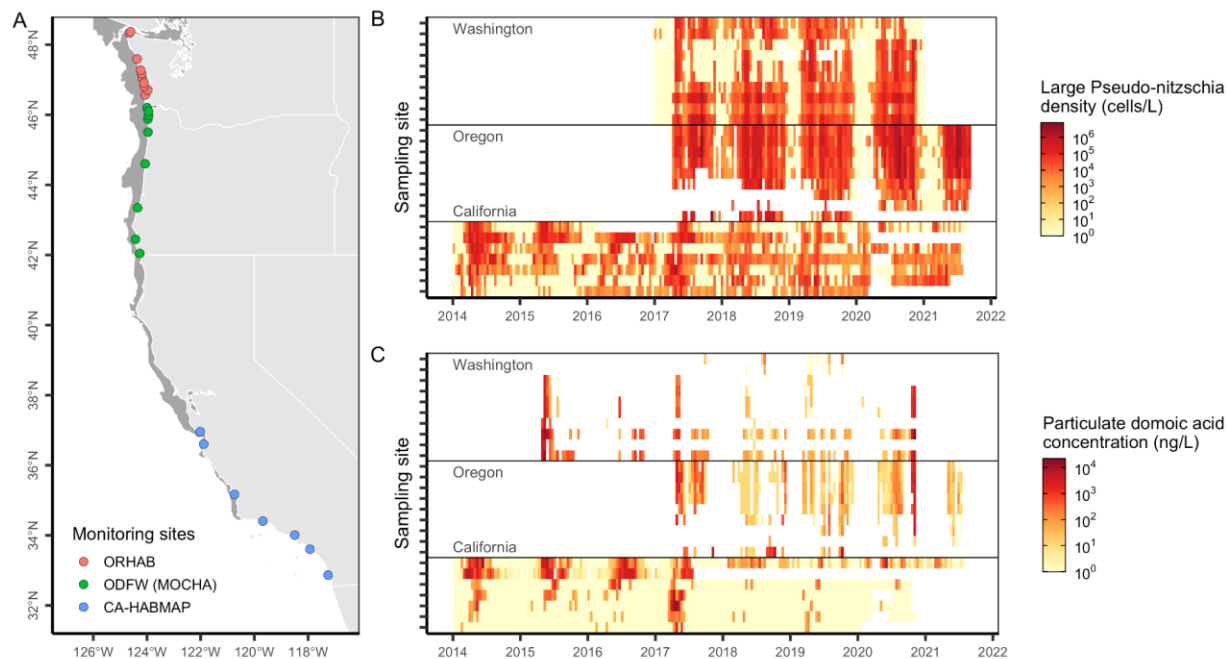 A
48°N
46°N
44°N
42°N
40°N
38°N
36°N
34°N
32°N
126°W
124°W
122°W
120°W
118°W
Monitoring sites
ORHAB
ODFW (MOCHA)
CA-HABMAP
B
Sampling site
Washington
Oregon
California
2014
2015
2016
2017
2018
2019
2020
2021
2022
Large Pseudo-nitzschia
density (cells/L)
10⁶
10⁵
10⁴
10³
10²
10¹
10⁰
C
Sampling site
Washington
Oregon
California
2014
2015
2016
2017
2018
2019
2020
2021
2022
Particulate domoic acid
concentration (ng/L)
10⁴
10³
10²
10¹
10⁰